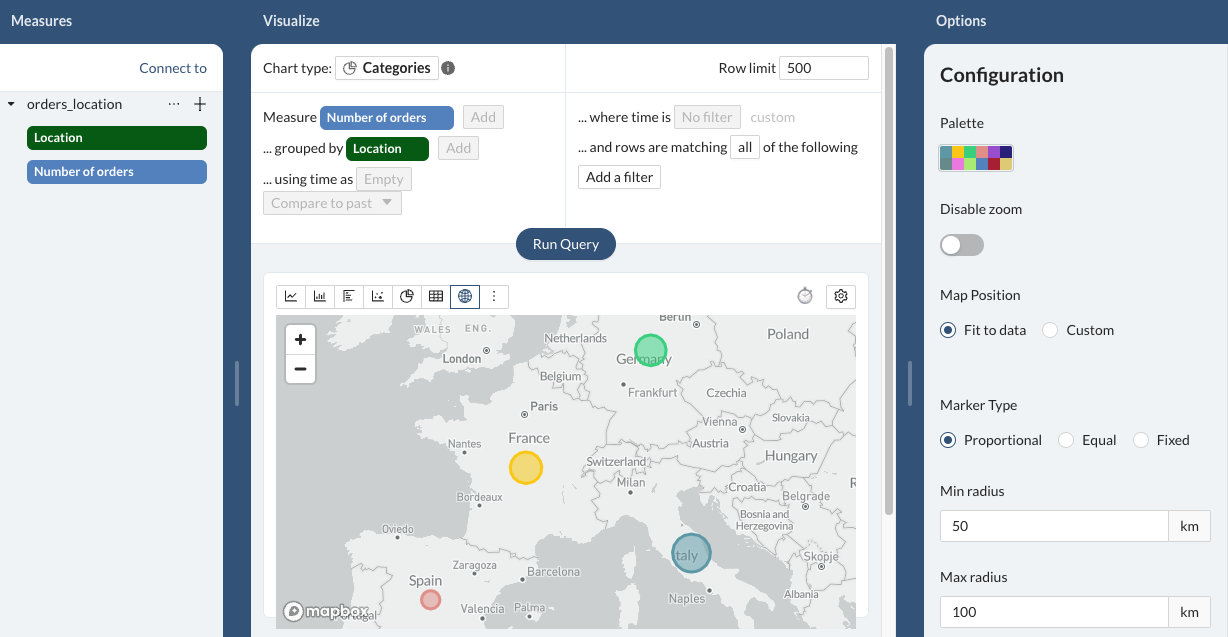 Measures
Visualize
Options
Connect to
orders_location
Location
Number of orders
Chart type: Categories
Row limit 500
Measure Number of orders Add
... grouped by Location Add
... using time as Empty
Compare to past
... where time is No filter custom
... and rows are matching all of the following
Add a filter
Run Query
Berlin
WALES ENG.
Netherlands
Poland
London
Germany
Belgium
Frankfurt
Czechia
Paris
Slovakia
Vienna
France
Nantes
Austria
Hungary
Switzerland
Milan
Croatia
Bordeaux
Belgrade
Bosnia and
Herzegovina
Oviedo
Italy
Skopje
Zaragoza
Barcelona
Spain
Naples
Albania
Valencia
Palma
mapbox
Portugal
Configuration
Palette
Disable zoom
Map Position
Fit to data
Custom
Marker Type
Proportional
Equal
Fixed
Min radius
50 km
Max radius
100 km